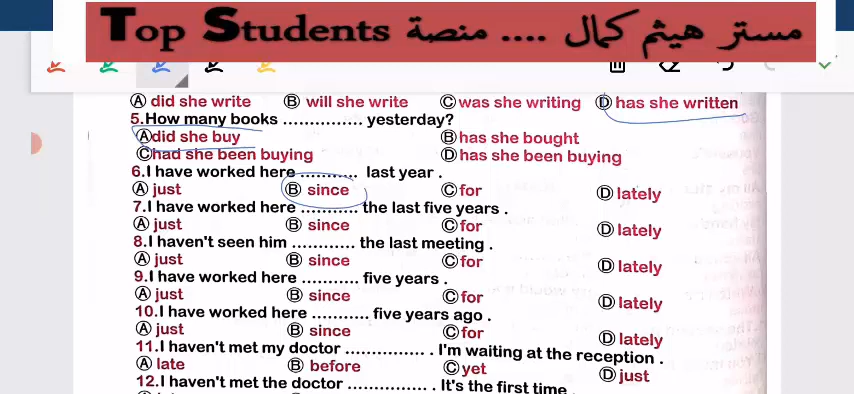 Top Students مستر هيثم كمال .... منصة
Ⓐ did she write Ⓑ will she write Ⓒ was she writing Ⓓ has she written
5.How many books ............... yesterday?
Ⓐ did she buy Ⓑ has she bought
Ⓒ had she been buying Ⓓ has she been buying
6.I have worked here ........... last year .
Ⓐ just Ⓑ since Ⓒ for Ⓓ lately
7.I have worked here ........... the last five years .
Ⓐ just Ⓑ since Ⓒ for Ⓓ lately
8.I haven't seen him ............ the last meeting .
Ⓐ just Ⓑ since Ⓒ for Ⓓ lately
9.I have worked here ........... five years .
Ⓐ just Ⓑ since Ⓒ for Ⓓ lately
10.I have worked here ........... five years ago .
Ⓐ just Ⓑ since Ⓒ for Ⓓ lately
11.I haven't met my doctor ............... . I'm waiting at the reception .
Ⓐ late Ⓑ before Ⓒ yet Ⓓ just
12.I haven't met the doctor ............... . It's the first time